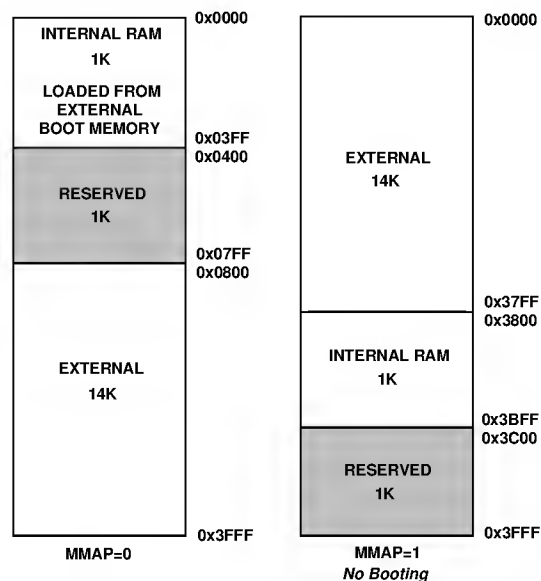 INTERNAL RAM
1K
LOADED FROM
EXTERNAL
BOOT MEMORY
RESERVED
1K
EXTERNAL
14K
0x0000
0x03FF
0x0400
0x07FF
0x0800
0x3FFF
MMAP=0
EXTERNAL
14K
INTERNAL RAM
1K
RESERVED
1K
0x0000
0x37FF
0x3800
0x3BFF
0x3C00
0x3FFF
MMAP=1
No Booting